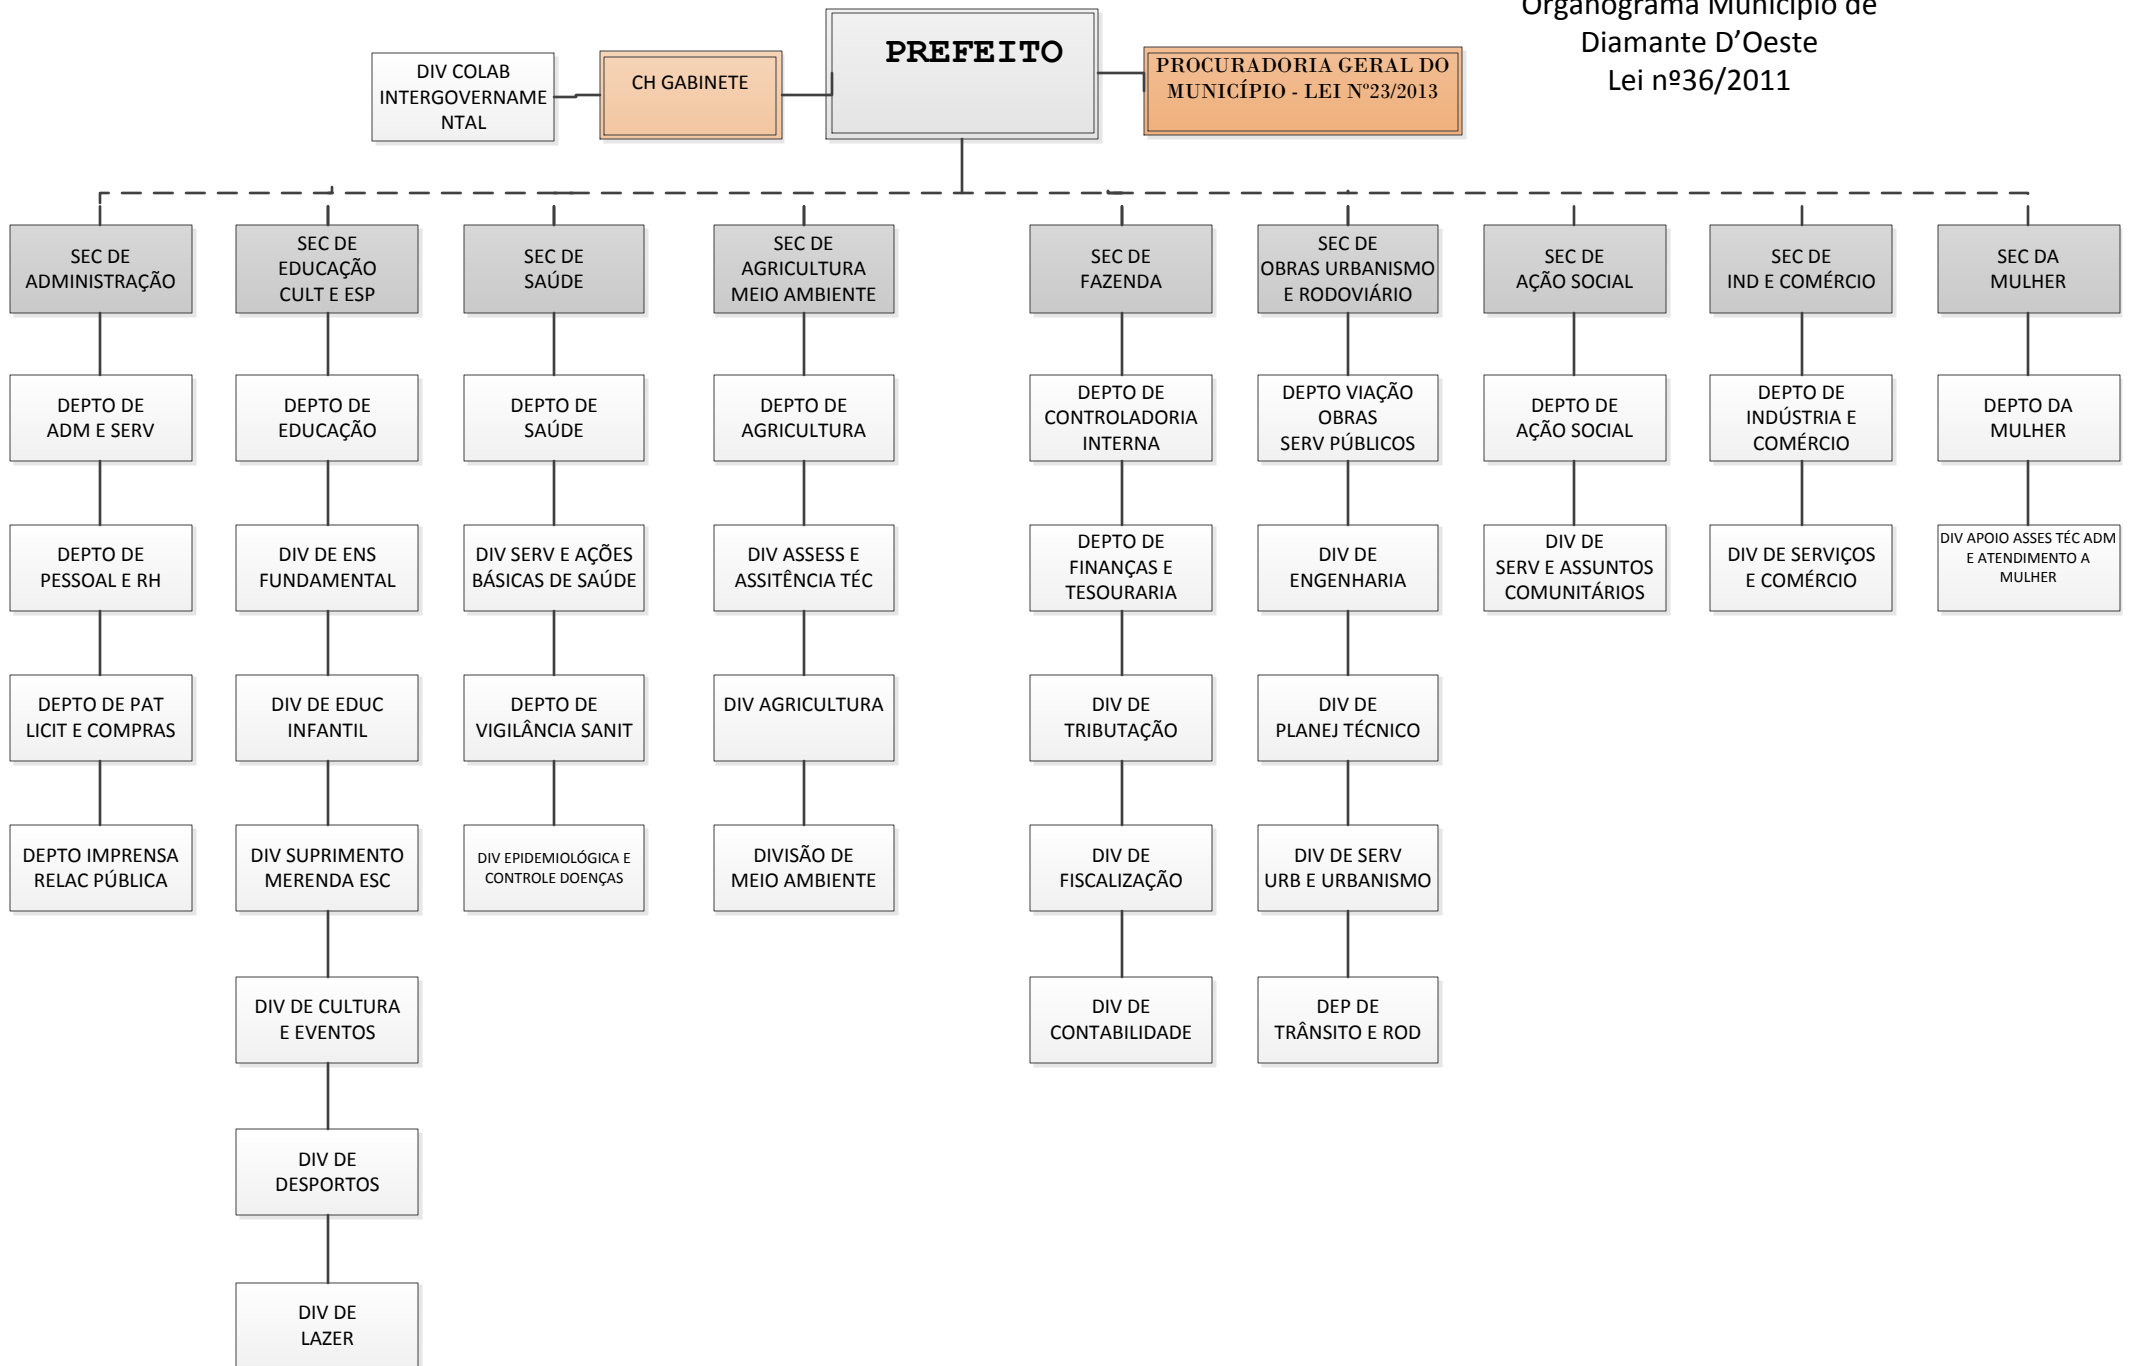 Organograma Município de
Diamante D’Oeste
Lei nº36/2011
PREFEITO
DIV COLAB
INTERGOVERNAME
NTAL
CH GABINETE
PROCURADORIA GERAL DO
MUNICÍPIO - LEI Nº23/2013
SEC DE
ADMINISTRAÇÃO
SEC DE
EDUCAÇÃO
CULT E ESP
SEC DE
SAÚDE
SEC DE
AGRICULTURA
MEIO AMBIENTE
SEC DE
FAZENDA
SEC DE
OBRAS URBANISMO
E RODOVIÁRIO
SEC DE
AÇÃO SOCIAL
SEC DE
IND E COMÉRCIO
SEC DA
MULHER
DEPTO DE
ADM E SERV
DEPTO DE
EDUCAÇÃO
DEPTO DE
SAÚDE
DEPTO DE
AGRICULTURA
DEPTO DE
CONTROLADORIA
INTERNA
DEPTO VIAÇÃO
OBRAS
SERV PÚBLICOS
DEPTO DE
AÇÃO SOCIAL
DEPTO DE
INDÚSTRIA E
COMÉRCIO
DEPTO DA
MULHER
DEPTO DE
PESSOAL E RH
DIV DE ENS
FUNDAMENTAL
DIV SERV E AÇÕES
BÁSICAS DE SAÚDE
DIV ASSESS E
ASSITÊNCIA TÉC
DEPTO DE
FINANÇAS E
TESOURARIA
DIV DE
ENGENHARIA
DIV DE
SERV E ASSUNTOS
COMUNITÁRIOS
DIV DE SERVIÇOS
E COMÉRCIO
DIV APOIO ASSES TÉC ADM
E ATENDIMENTO A
MULHER
DEPTO DE PAT
LICIT E COMPRAS
DIV DE EDUC
INFANTIL
DEPTO DE
VIGILÂNCIA SANIT
DIV AGRICULTURA
DIV DE
TRIBUTAÇÃO
DIV DE
PLANEJ TÉCNICO
DEPTO IMPRENSA
RELAC PÚBLICA
DIV SUPRIMENTO
MERENDA ESC
DIV EPIDEMIOLÓGICA E
CONTROLE DOENÇAS
DIVISÃO DE
MEIO AMBIENTE
DIV DE
FISCALIZAÇÃO
DIV DE SERV
URB E URBANISMO
DIV DE CULTURA
E EVENTOS
DIV DE
CONTABILIDADE
DEP DE
TRÂNSITO E ROD
DIV DE
DESPORTOS
DIV DE
LAZER